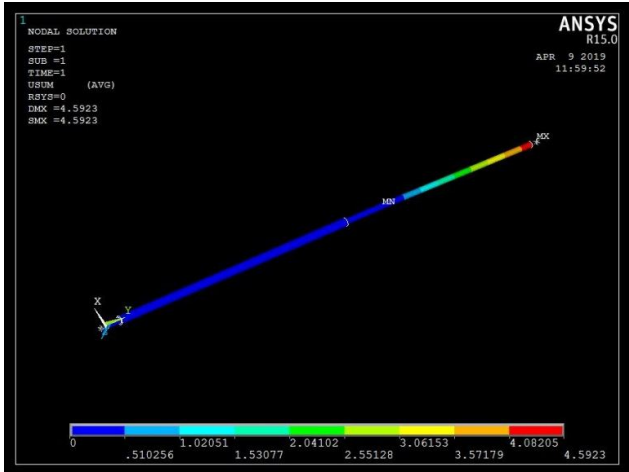 1
NODAL SOLUTION
STEP=1
SUB =1
TIME=1
USUM (AVG)
RSYS=0
DMX =4.5923
SMX =4.5923
ANSYS
R15.0
APR 9 2019
11:59:52
MX
MN
X
Y
0 1.02051 2.04102 3.06153 4.08205
.510256 1.53077 2.55128 3.57179 4.5923